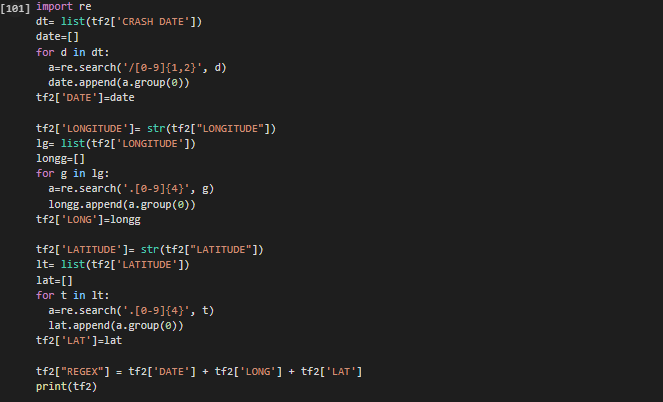 [101] import re
dt= list(tf2['CRASH DATE'])
date=[]
for d in dt:
  a=re.search('/[0-9]{1,2}', d)
  date.append(a.group(0))
tf2['DATE']=date

tf2['LONGITUDE']= str(tf2["LONGITUDE"])
lg= list(tf2['LONGITUDE'])
longg=[]
for g in lg:
  a=re.search('.[0-9]{4}', g)
  longg.append(a.group(0))
tf2['LONG']=longg

tf2['LATITUDE']= str(tf2["LATITUDE"])
lt= list(tf2['LATITUDE'])
lat=[]
for t in lt:
  a=re.search('.[0-9]{4}', t)
  lat.append(a.group(0))
tf2['LAT']=lat

tf2["REGEX"] = tf2['DATE'] + tf2['LONG'] + tf2['LAT']
print(tf2)